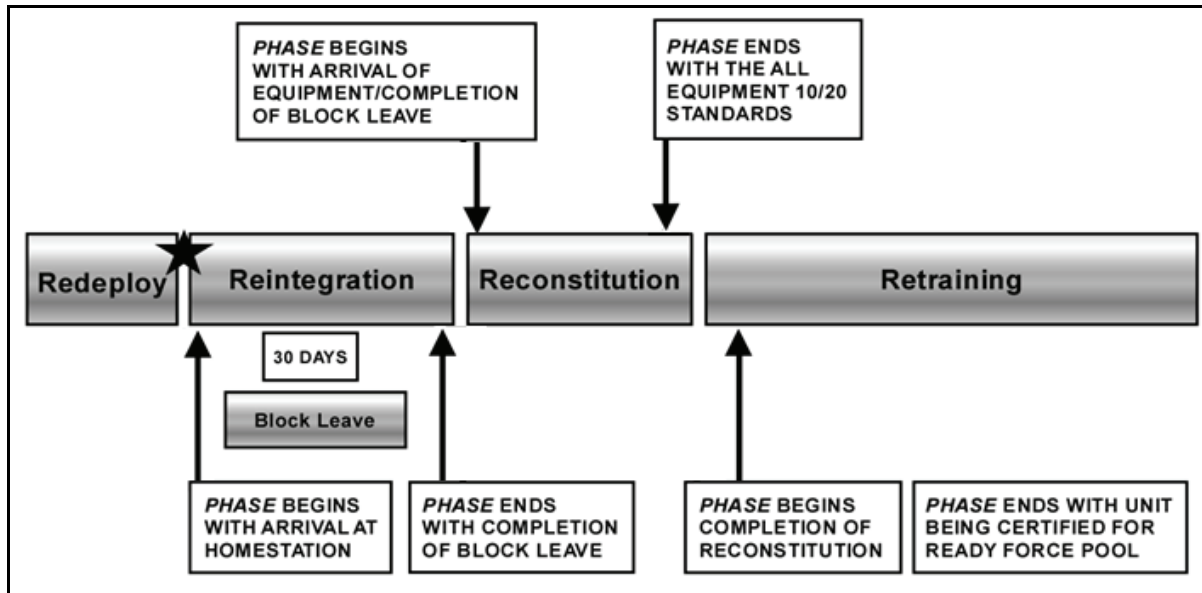 PHASE BEGINS
WITH ARRIVAL OF
EQUIPMENT/COMPLETION
OF BLOCK LEAVE
PHASE ENDS
WITH THE ALL
EQUIPMENT 10/20
STANDARDS
Redeploy
Reintegration
Reconstitution
Retraining
30 DAYS
Block Leave
PHASE BEGINS
WITH ARRIVAL AT
HOMESTATION
PHASE ENDS
WITH COMPLETION
OF BLOCK LEAVE
PHASE BEGINS
COMPLETION OF
RECONSTITUTION
PHASE ENDS WITH UNIT
BEING CERTIFIED FOR
READY FORCE POOL